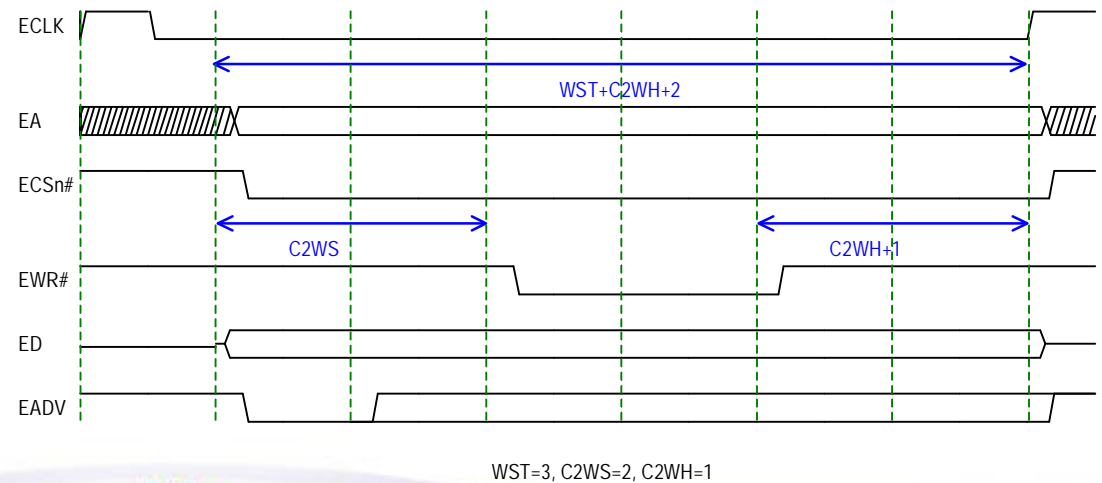 ECLK
WST+C2WH+2
EA
ECSn#
C2WS
C2WH+1
EWR#
ED
EADV
WST=3, C2WS=2, C2WH=1